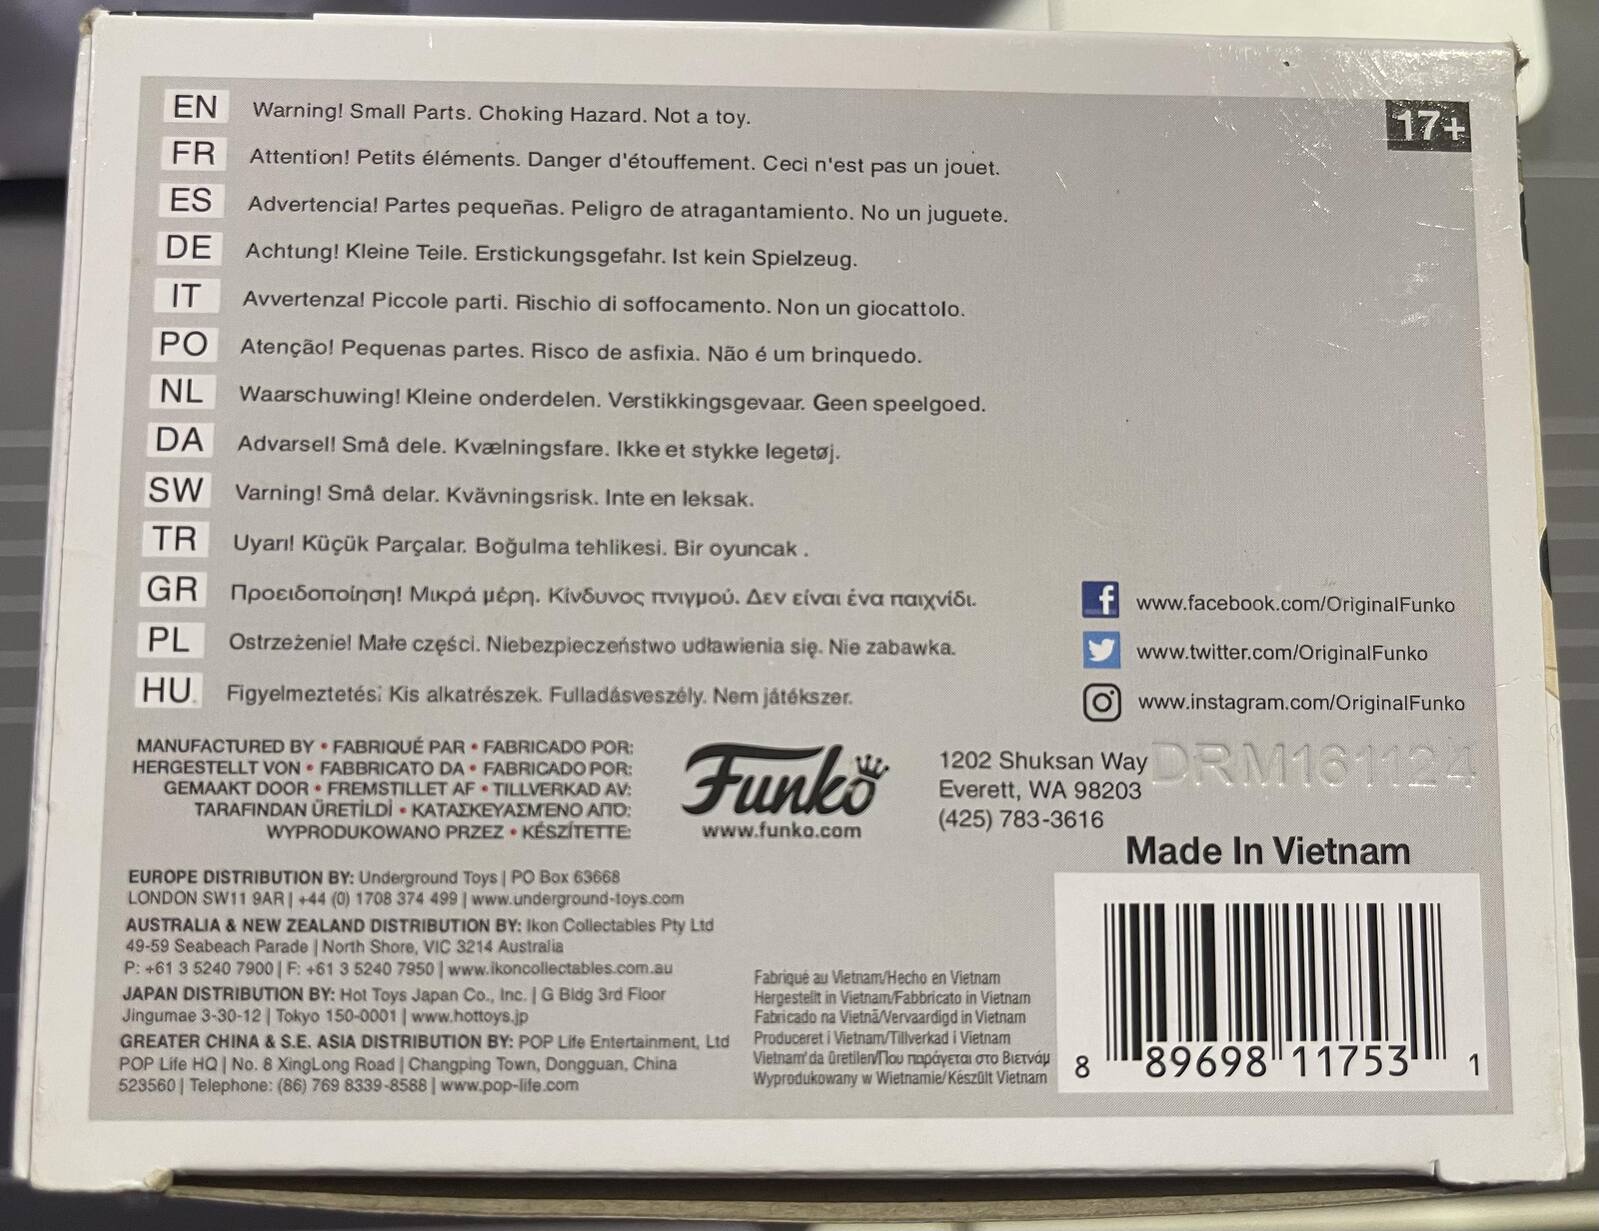 17+
EN Warning! Small Parts. Choking Hazard. Not a toy.
FR Attention! Petits éléments. Danger d'étouffement. Ceci n'est pas un jouet.
ES Advertencia! Partes pequeñas. Peligro de atragantamiento. No un juguete.
DE Achtung! Kleine Teile. Erstickungsgefahr. Ist kein Spielzeug.
IT Avvertenza! Piccole parti. Rischio di soffocamento. Non un giocattolo.
PO Atenção! Pequenas partes. Risco de asfixia. Não é um brinquedo.
NL Waarschuwing! Kleine onderdelen. Verstikkingsgevaar. Geen speelgoed.
DA Advarsel! Små dele. Kvælningsfare. Ikke et stykke legetøj.
SW Varning! Små delar. Kvävningsrisk. Inte en leksak.
TR Uyarı! Küçük Parçalar. Boğulma tehlikesi. Bir oyuncak .
GR Προειδοποίηση! Μικρά μέρη. Κίνδυνος πνιγμού. Δεν είναι ένα παιχνίδι.
PL Ostrzeżenie! Małe części. Niebezpieczeństwo udławienia się. Nie zabawka.
HU Figyelmeztetés: Kis alkatrészek. Fulladásveszély. Nem játékszer.
f www.facebook.com/OriginalFunko
www.twitter.com/OriginalFunko
www.instagram.com/OriginalFunko
MANUFACTURED BY • FABRIQUÉ PAR • FABRICADO POR:
HERGESTELLT VON • FABBRICATO DA • FABRICADO POR:
GEMAAKT DOOR • FREMSTILLET AF • TILLVERKAD AV:
TARAFINDAN ÜRETİLDİ • ΚΑΤΑΣΚΕΥΑΣΜΈΝΟ ΑΠΌ:
WYPRODUKOWANO PRZEZ • KÉSZÍTETTE:
Funko
www.funko.com
1202 Shuksan Way
Everett, WA 98203
(425) 783-3616
DRM161124
Made In Vietnam
EUROPE DISTRIBUTION BY: Underground Toys | PO Box 63668
LONDON SW11 9AR | +44 (0) 1708 374 499 | www.underground-toys.com
AUSTRALIA & NEW ZEALAND DISTRIBUTION BY: Ikon Collectables Pty Ltd
49-59 Seabeach Parade | North Shore, VIC 3214 Australia
P: +61 3 5240 7900 | F: +61 3 5240 7950 | www.ikoncollectables.com.au
JAPAN DISTRIBUTION BY: Hot Toys Japan Co., Inc. | G Bldg 3rd Floor
Jingumae 3-30-12 | Tokyo 150-0001 | www.hottoys.jp
GREATER CHINA & S.E. ASIA DISTRIBUTION BY: POP Life Entertainment, Ltd
POP Life HQ | No. 8 XingLong Road | Changping Town, Dongguan, China
523560 | Telephone: (86) 769 8339-8588 | www.pop-life.com
Fabriqué au Vietnam/Hecho en Vietnam
Hergestellt in Vietnam/Fabbricato in Vietnam
Fabricado na Vietnã/Vervaardigd in Vietnam
Produceret i Vietnam/Tillverkad i Vietnam
Vietnam'da üretilen/Που παράγεται στο Βιετνάμ
Wyprodukowany w Wietnamie/Készült Vietnam
8 89698 11753 1